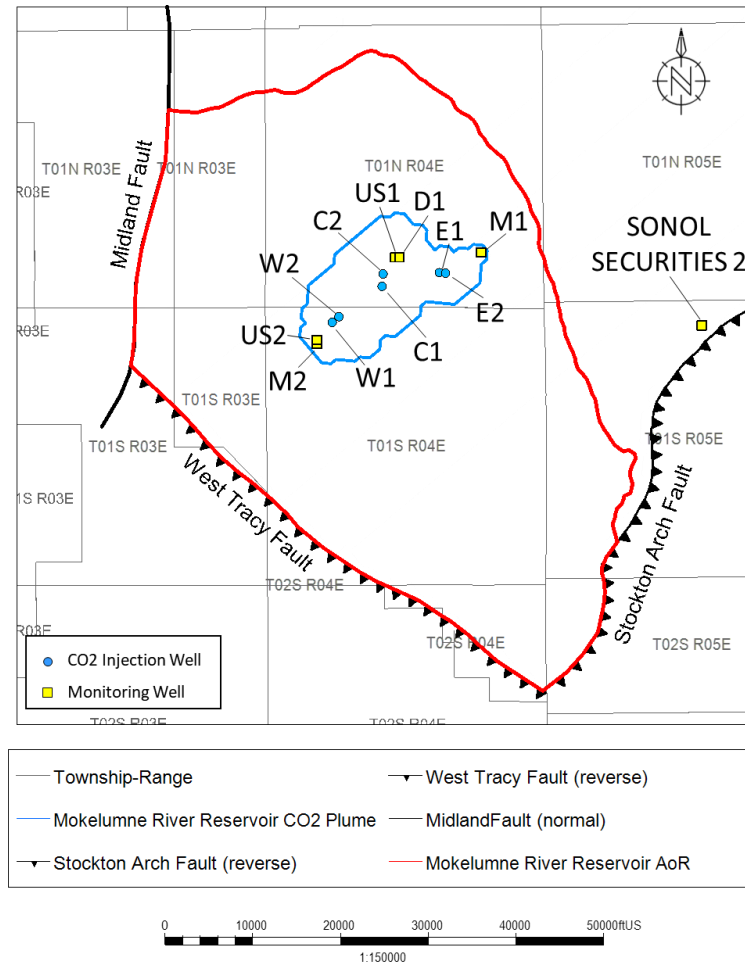 N
T01N R03E
T01N R03E
T01N R04E
T01N R05E
R03E
Midland Fault
US1
D1
C2
E1
M1
SONOL
SECURITIES 2
W2
E2
C1
US2
W1
M2
R03E
T01S R03E
T01S R03E
T01S R04E
T01S R05E
1S R03E
West Tracy Fault
Stockton Arch Fault
T02S R04E
R03E
T02S R04E
T02S R05E
CO2 Injection Well
Monitoring Well
T02S R03E
T02S R04E
Township-Range
West Tracy Fault (reverse)
Mokelumne River Reservoir CO2 Plume
MidlandFault (normal)
Stockton Arch Fault (reverse)
Mokelumne River Reservoir AoR
0 10000 20000 30000 40000 50000ftUS
1:150000